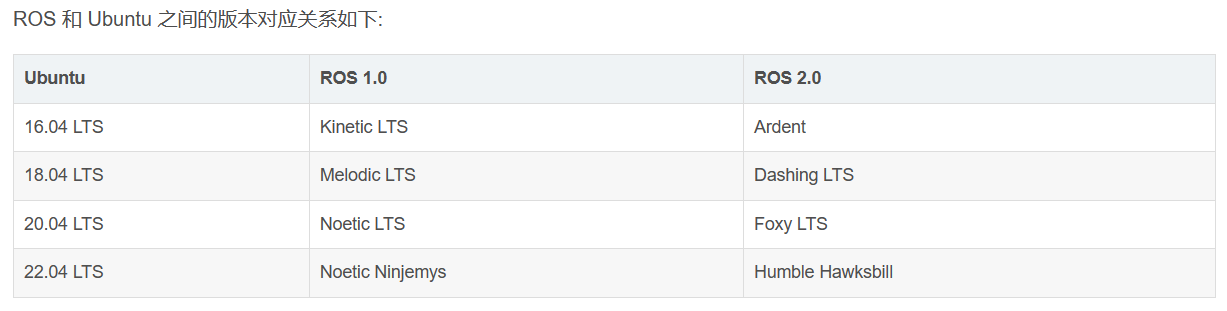 ROS 和 Ubuntu 之间的版本对应关系如下:
Ubuntu ROS 1.0 ROS 2.0
16.04 LTS Kinetic LTS Ardent
18.04 LTS Melodic LTS Dashing LTS
20.04 LTS Noetic LTS Foxy LTS
22.04 LTS Noetic Ninjemys Humble Hawksbill